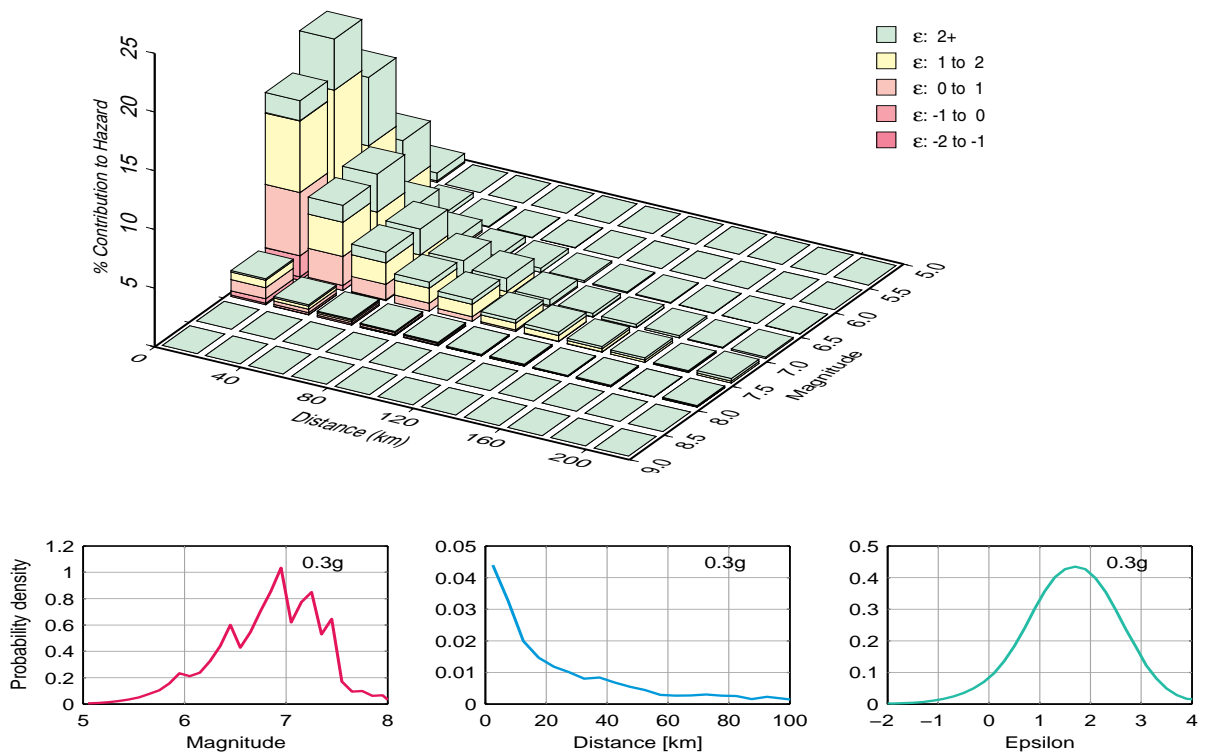 25
20
15
10
5
0
% Contribution to Hazard
ε: 2+
ε: 1 to 2
ε: 0 to 1
ε: -1 to 0
ε: -2 to -1
40
80
120
160
200
Distance (km)
5.0
5.5
6.0
6.5
7.0
7.5
8.0
8.5
9.0
Magnitude
Probability density
1.2
1
0.8
0.6
0.4
0.2
0
0.3g
5 6 7 8
Magnitude
0.05
0.04
0.03
0.02
0.01
0
0.3g
0 20 40 60 80 100
Distance [km]
0.5
0.4
0.3
0.2
0.1
0
0.3g
−2 −1 0 1 2 3 4
Epsilon